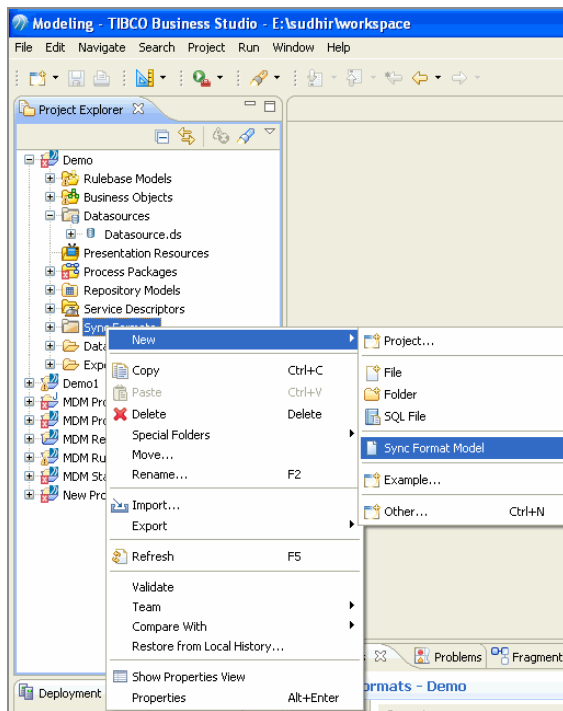 Modeling - TIBCO Business Studio - E:\sudhir\workspace
File Edit Navigate Search Project Run Window Help
Project Explorer
Demo
Rulebase Models
Business Objects
Datasources
Datasource.ds
Presentation Resources
Process Packages
Repository Models
Service Descriptors
Sync Formats
Data
Exp
Demo1
MDM Pro
MDM Pro
MDM Re
MDM Ru
MDM Sta
New Pro
New
Copy Ctrl+C
Paste Ctrl+V
Delete Delete
Special Folders
Move...
Rename... F2
Import...
Export
Refresh F5
Validate
Team
Compare With
Restore from Local History...
Show Properties View
Properties Alt+Enter
Project...
File
Folder
SQL File
Sync Format Model
Example...
Other... Ctrl+N
Problems Fragment
Deployment
ormats - Demo